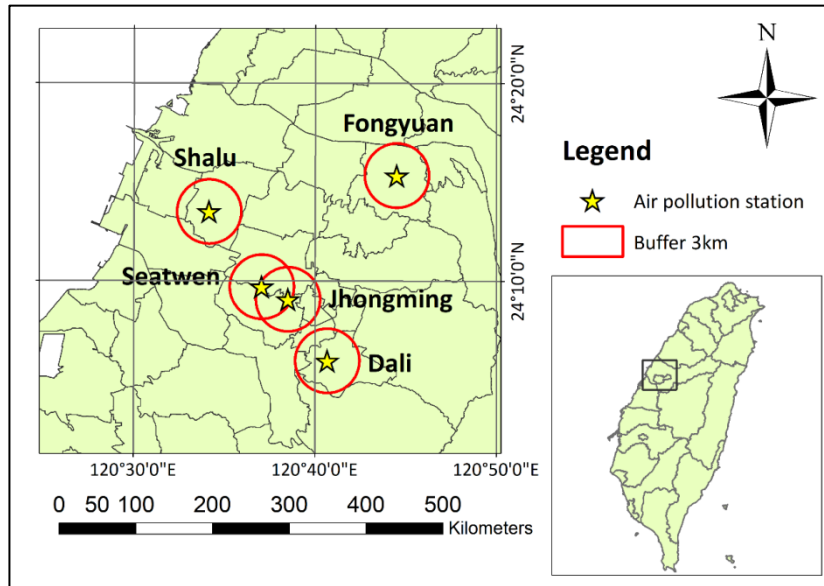 N
24°20'0"N
Fongyuan
Shalu
Legend
Air pollution station
Buffer 3km
Seatwen
24°10'0"N
Jhongming
Dali
120°30'0"E
120°40'0"E
120°50'0"E
0 50 100 200 300 400 500
Kilometers